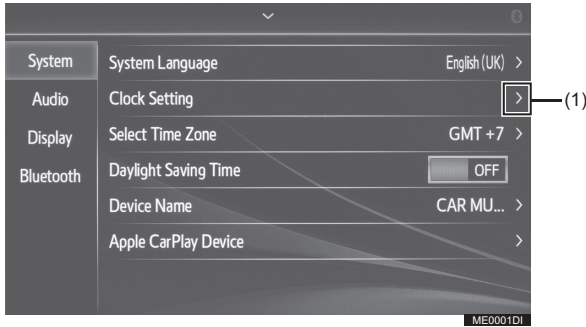 System
System Language English (UK) >
Audio
Clock Setting > (1)
Display
Select Time Zone GMT +7 >
Bluetooth
Daylight Saving Time OFF
Device Name CAR MU... >
Apple CarPlay Device >
ME0001DI